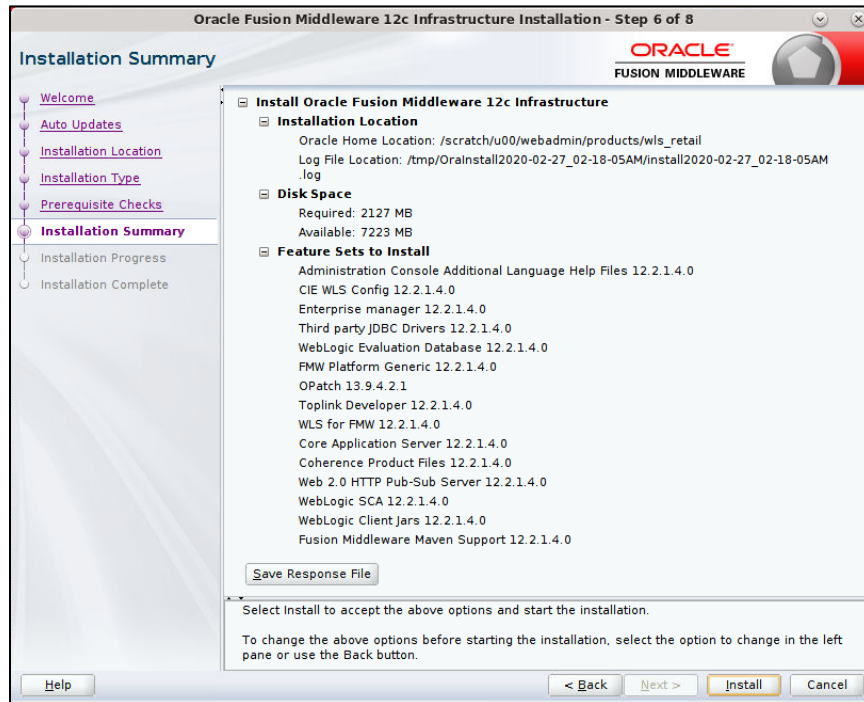 Oracle Fusion Middleware 12c Infrastructure Installation - Step 6 of 8
Installation Summary
ORACLE
FUSION MIDDLEWARE
Welcome
Auto Updates
Installation Location
Installation Type
Prerequisite Checks
Installation Summary
Installation Progress
Installation Complete
Install Oracle Fusion Middleware 12c Infrastructure
Installation Location
Oracle Home Location: /scratch/u00/webadmin/products/wls_retail
Log File Location: /tmp/OraInstall2020-02-27_02-18-05AM/install2020-02-27_02-18-05AM
.log
Disk Space
Required: 2127 MB
Available: 7223 MB
Feature Sets to Install
Administration Console Additional Language Help Files 12.2.1.4.0
CIE WLS Config 12.2.1.4.0
Enterprise manager 12.2.1.4.0
Third party JDBC Drivers 12.2.1.4.0
WebLogic Evaluation Database 12.2.1.4.0
FMW Platform Generic 12.2.1.4.0
OPatch 13.9.4.2.1
Toplink Developer 12.2.1.4.0
WLS for FMW 12.2.1.4.0
Core Application Server 12.2.1.4.0
Coherence Product Files 12.2.1.4.0
Web 2.0 HTTP Pub-Sub Server 12.2.1.4.0
WebLogic SCA 12.2.1.4.0
WebLogic Client Jars 12.2.1.4.0
Fusion Middleware Maven Support 12.2.1.4.0
Save Response File
Select Install to accept the above options and start the installation.
To change the above options before starting the installation, select the option to change in the left
pane or use the Back button.
Help
< Back
Next >
Install
Cancel